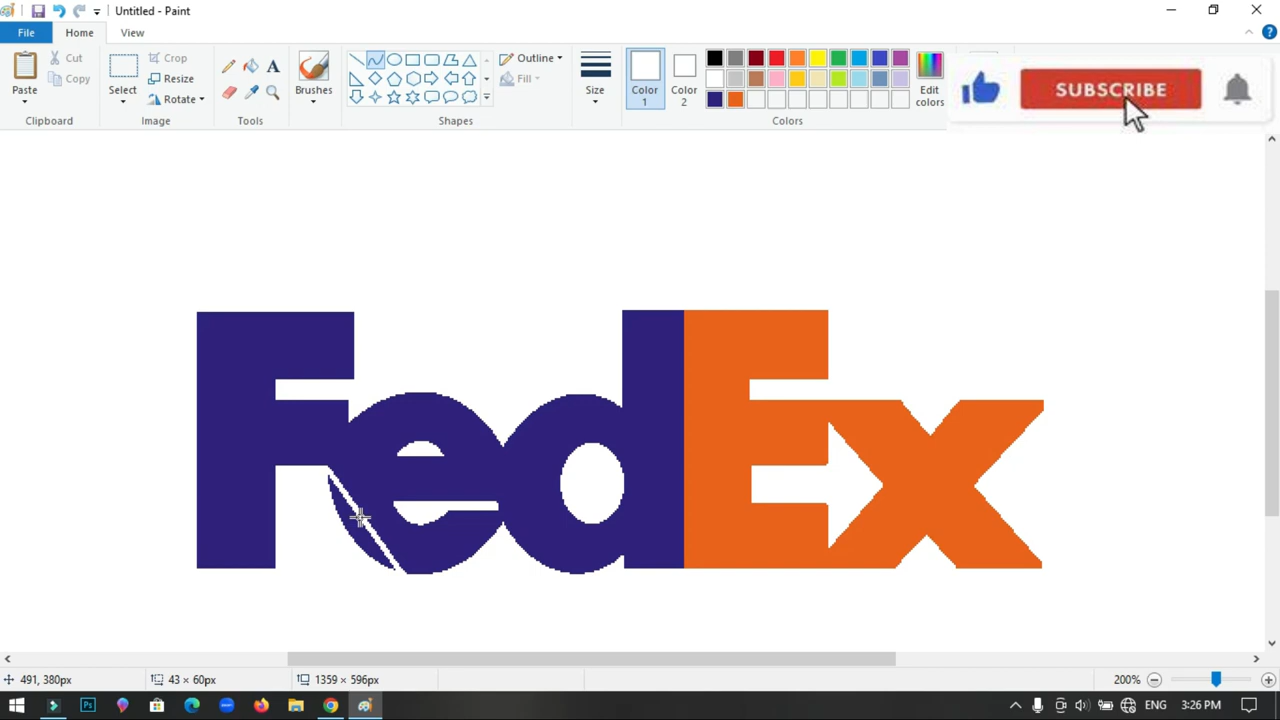 Untitled - Paint
File Home View
Paste Cut Copy Select Crop Resize Rotate A Brushes Outline Fill Size Color 1 Color 2 Edit colors SUBSCRIBE
Clipboard Image Tools Shapes Colors
FedEx
491, 380px 43 × 60px 1359 × 596px 200%
Ps zm ENG 3:26 PM